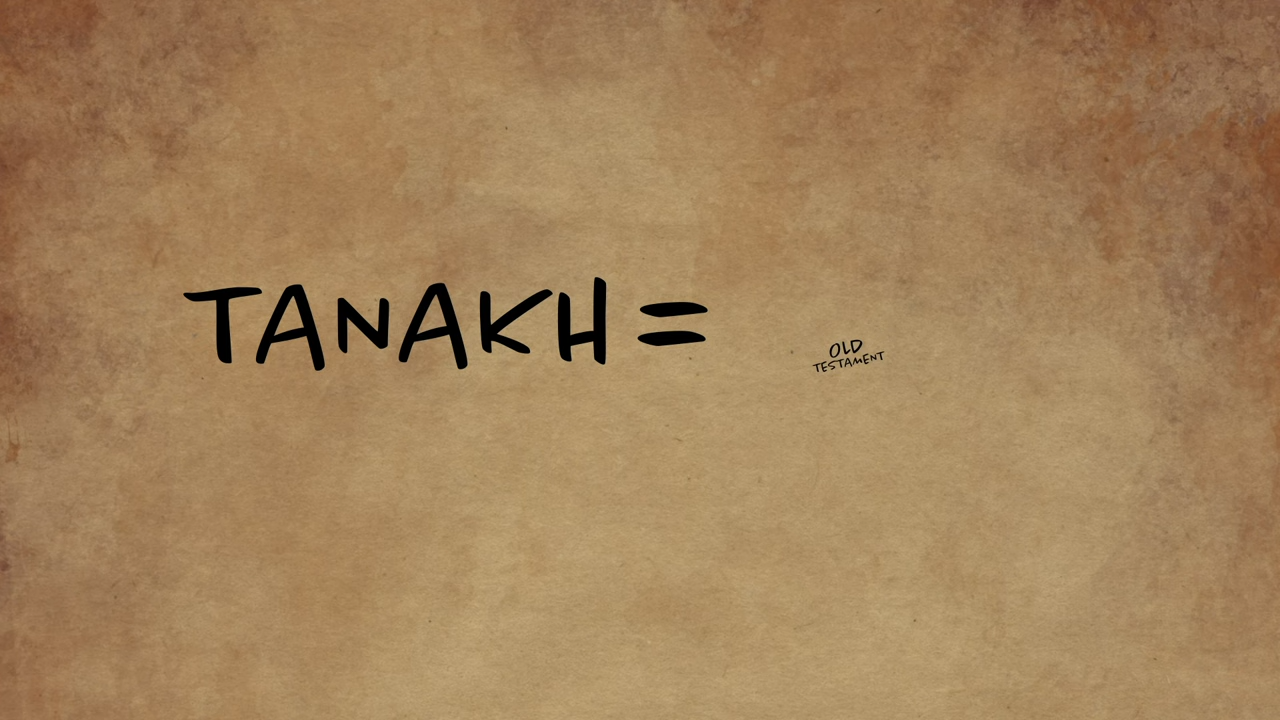 TANAKH =
OLD
TESTAMENT